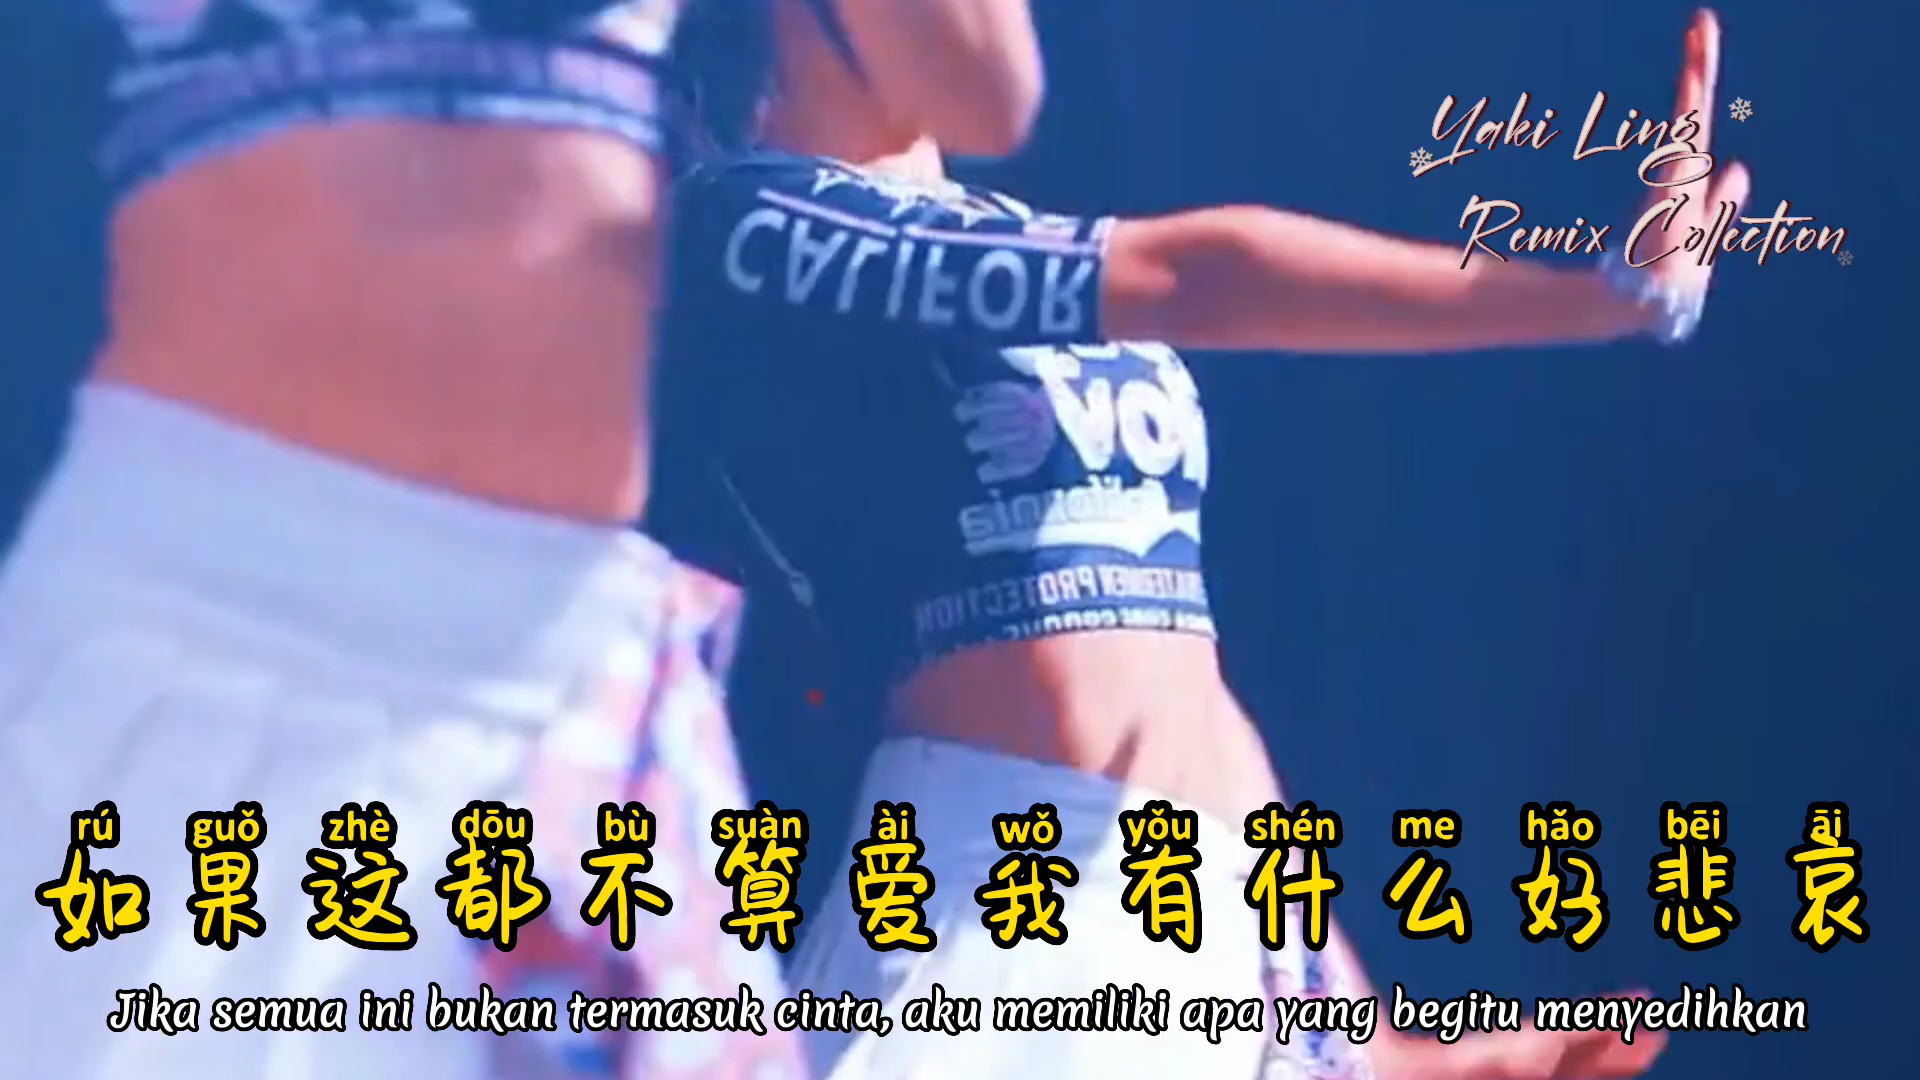 Yaki Ling
Remix Collection
CALIFOR
rú guǒ zhè dōu bù suàn ài wǒ yǒu shén me hǎo bēi āi
如果这都不算爱我有什么好悲哀
Jika semua ini bukan termasuk cinta, aku memiliki apa yang begitu menyedihkan